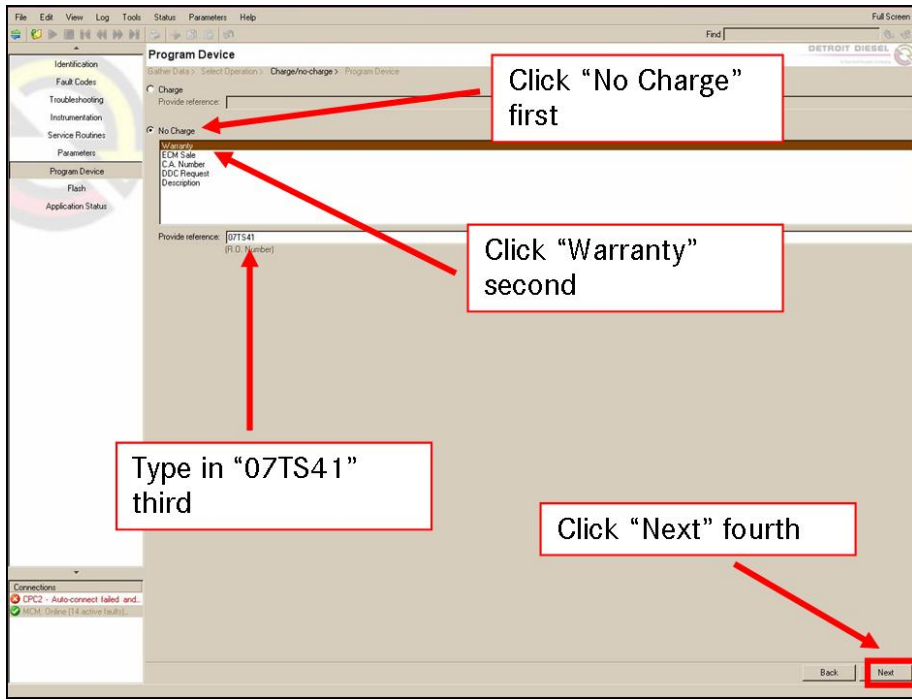 File Edit View Log Tools Status Parameters Help Full Screen
Find
Program Device
DETROIT DIESEL
Gather Data > Select Operation > Charge/no-charge > Program Device
Identification
Fault Codes
Troubleshooting
Instrumentation
Service Routines
Parameters
Program Device
Flash
Application Status
Charge
Provide reference:
No Charge
Warranty
ECM Sale
C.A. Number
DDC Request
Description
Provide reference: 07TS41
(R.O. Number)
Click “No Charge”
first
Click “Warranty”
second
Type in “07TS41”
third
Click “Next” fourth
Connections
CPC2 - Auto-connect failed and..
MCM: Online (14 active faults)..
Back Next